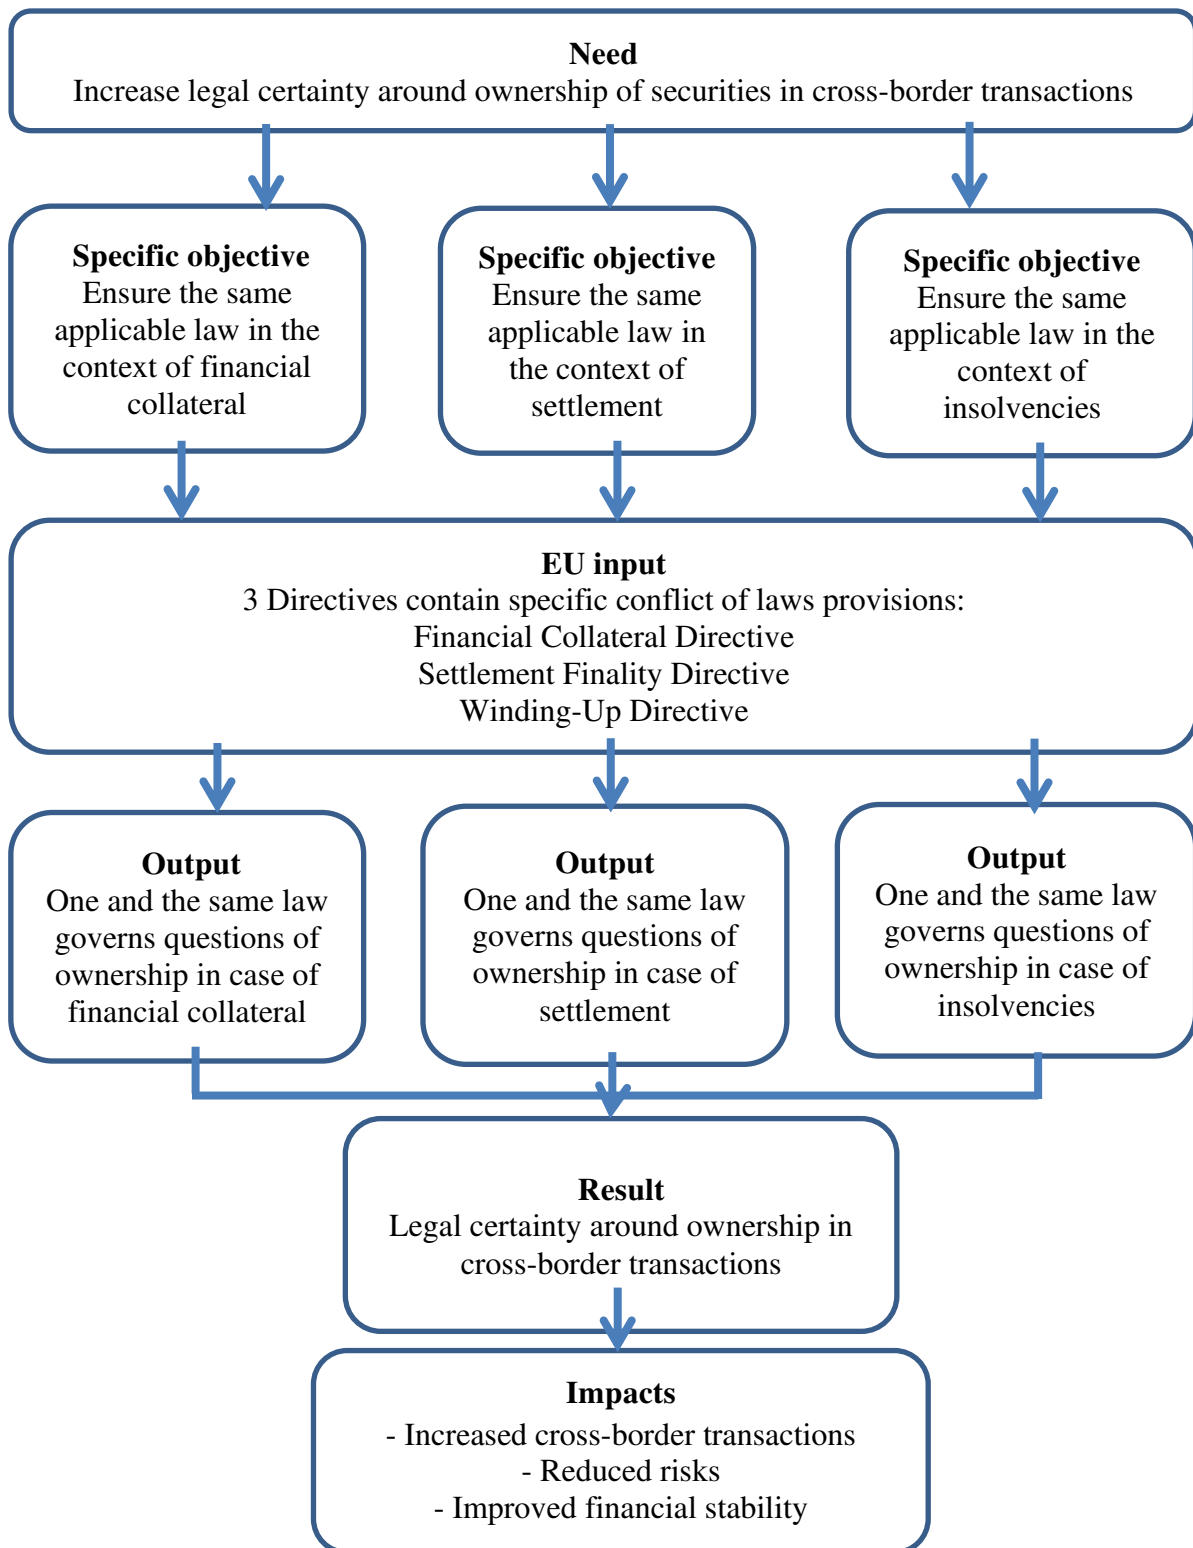 Need
Increase legal certainty around ownership of securities in cross-border transactions
Specific objective
Ensure the same
applicable law in the
context of financial
collateral
Specific objective
Ensure the same
applicable law in
the context of
settlement
Specific objective
Ensure the same
applicable law in the
context of
insolvencies
EU input
3 Directives contain specific conflict of laws provisions:
Financial Collateral Directive
Settlement Finality Directive
Winding-Up Directive
Output
One and the same law
governs questions of
ownership in case of
financial collateral
Output
One and the same law
governs questions of
ownership in case of
settlement
Output
One and the same law
governs questions of
ownership in case of
insolvencies
Result
Legal certainty around ownership in
cross-border transactions
Impacts
- Increased cross-border transactions
- Reduced risks
- Improved financial stability